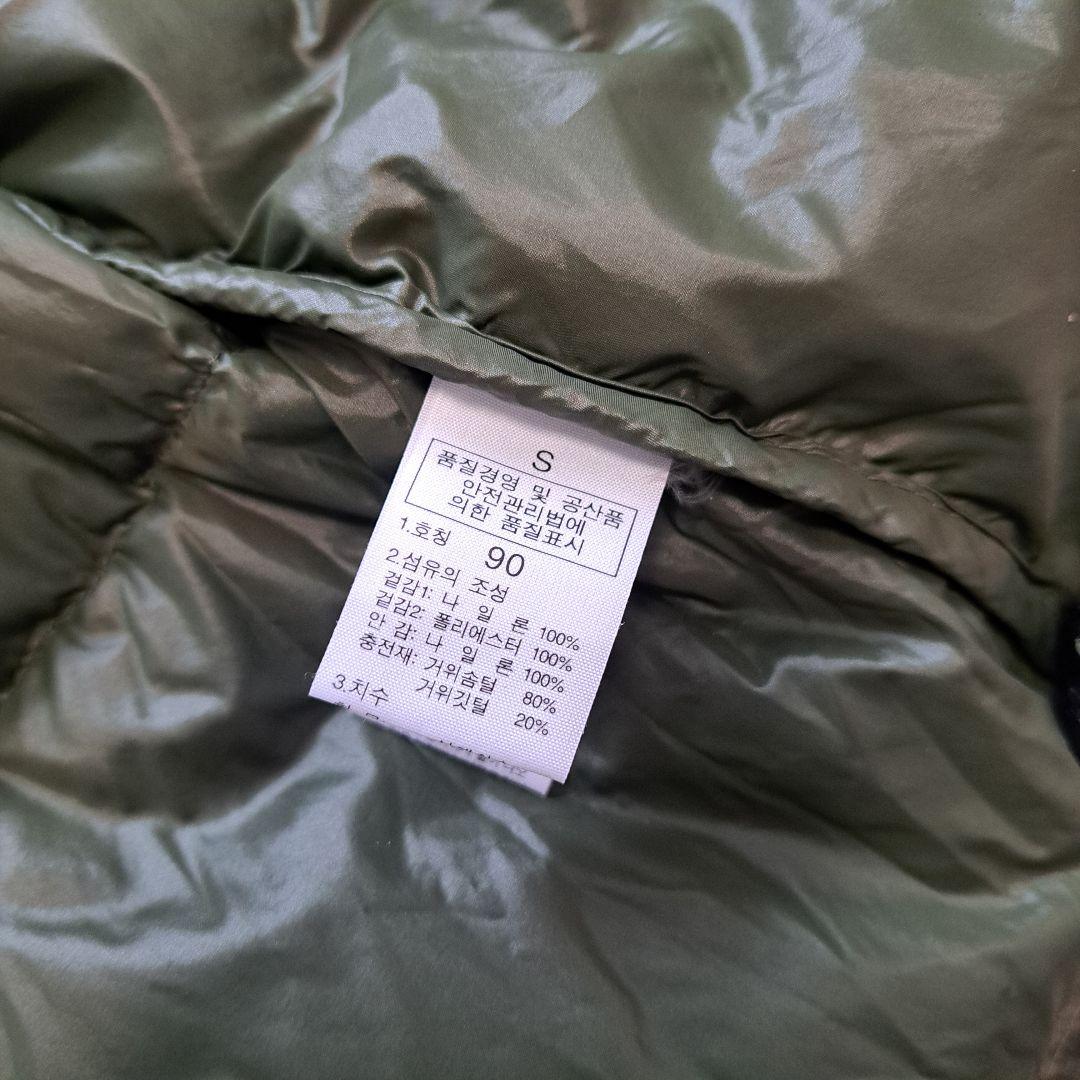 S
품질경영 및 공산품
안전관리법에
의한 품질표시
1.호칭 90
2.섬유의 조성
겉감1: 나 일 론 100%
겉감2: 폴리에스터 100%
안 감: 나 일 론 100%
충전재: 거위솜털 80%
거위깃털 20%
3.치수